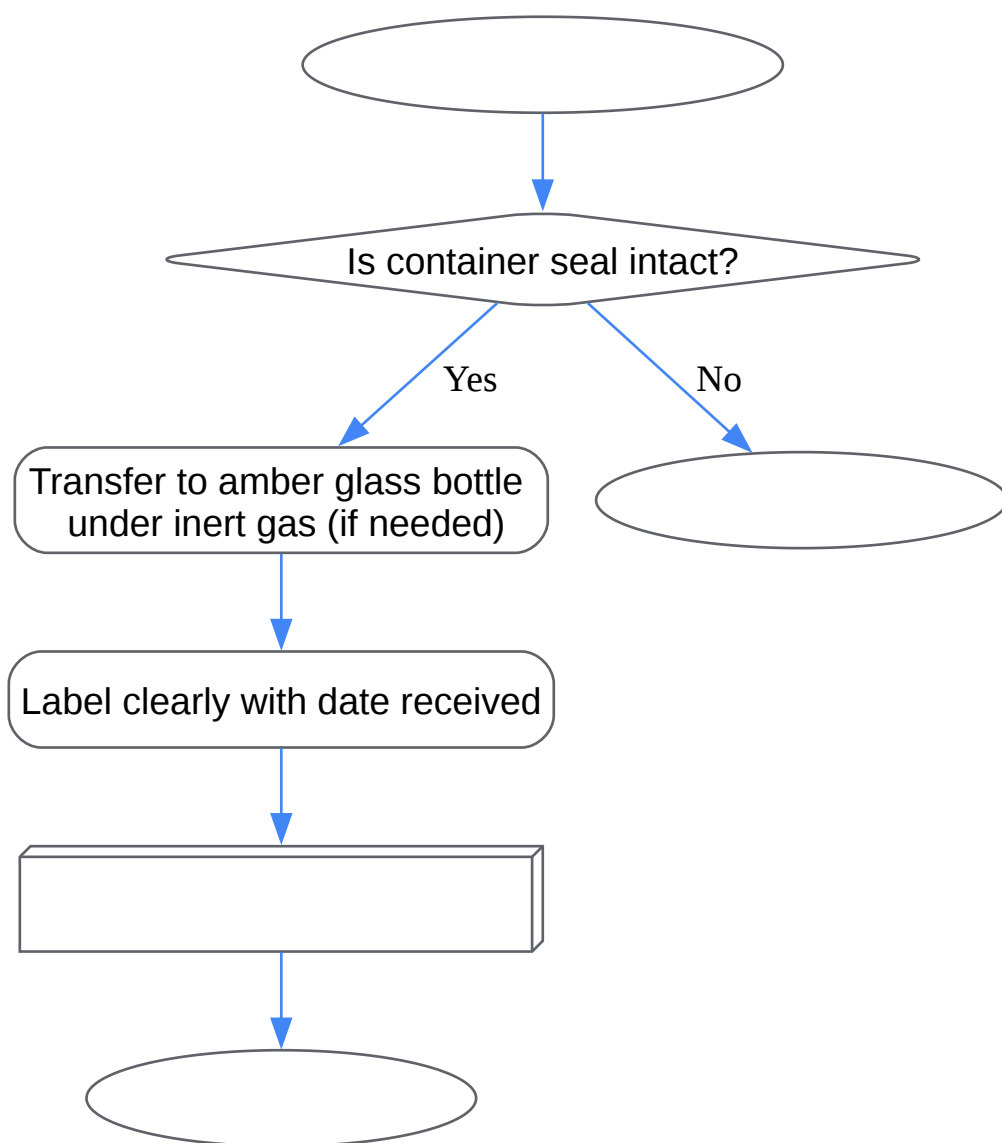 Is container seal intact?
Yes
No
Transfer to amber glass bottle
under inert gas (if needed)
Label clearly with date received